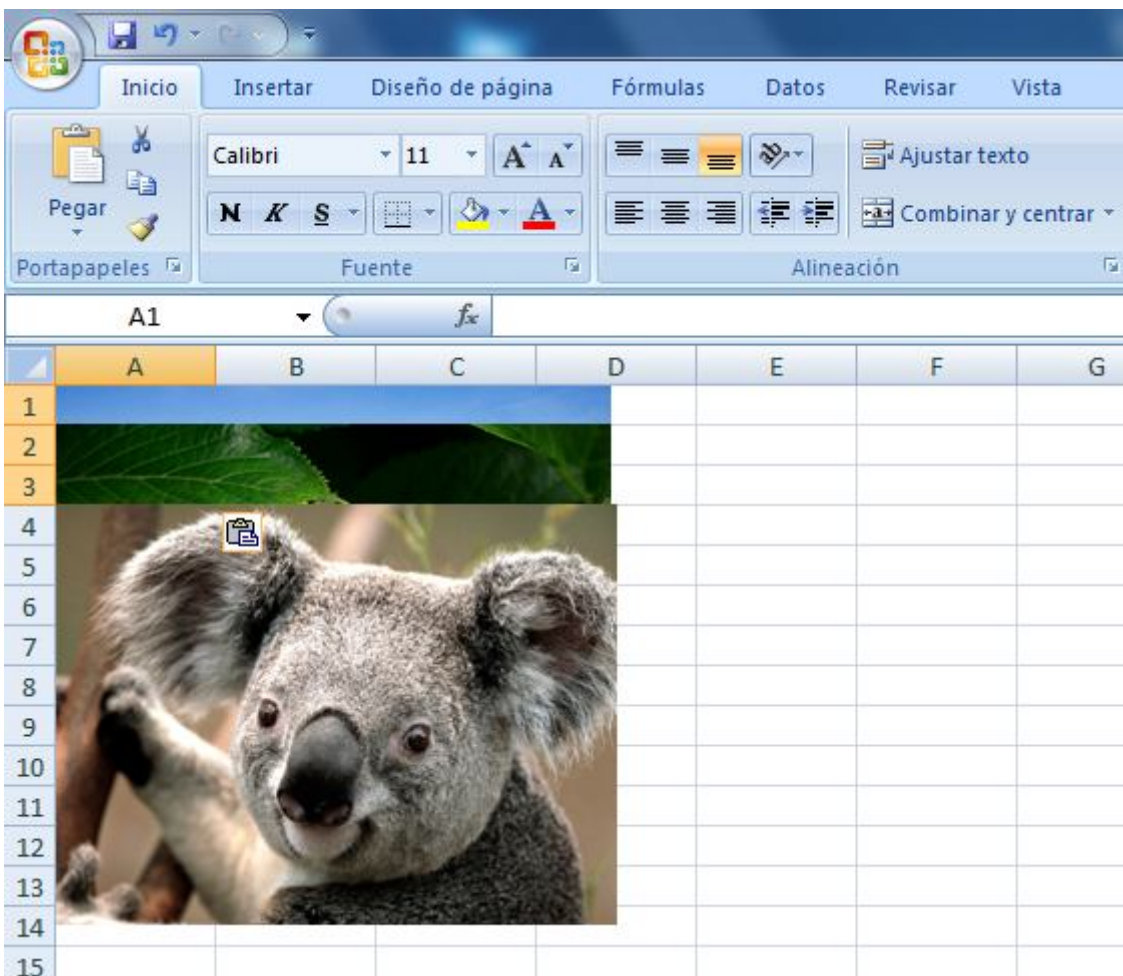 Inicio Insertar Diseño de página Fórmulas Datos Revisar Vista
Calibri 11 A A Ajustar texto
Pegar N K S A a Combinar y centrar
Portapapeles Fuente Alineación
A1 fx
A B C D E F G
1
2
3
4
5
6
7
8
9
10
11
12
13
14
15